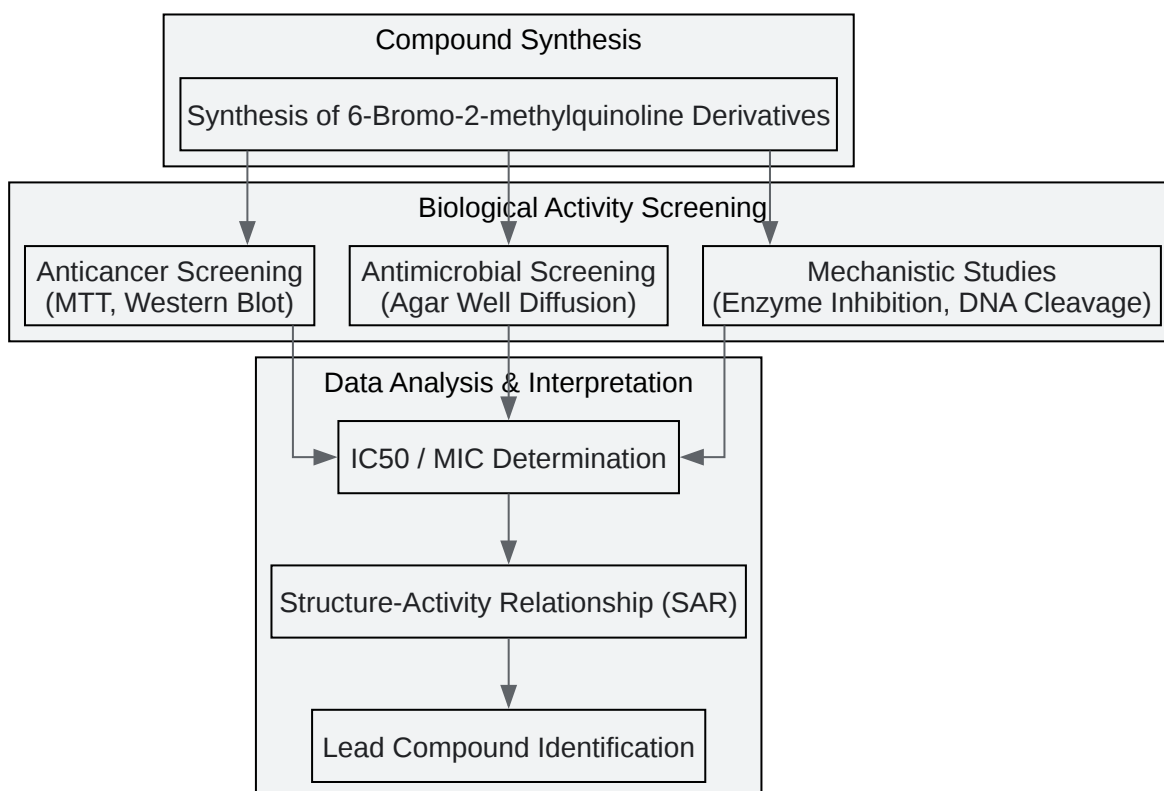 Compound Synthesis
Synthesis of 6-Bromo-2-methylquinoline Derivatives
Biological Activity Screening
Anticancer Screening
(MTT, Western Blot)
Antimicrobial Screening
(Agar Well Diffusion)
Mechanistic Studies
(Enzyme Inhibition, DNA Cleavage)
Data Analysis & Interpretation
IC50 / MIC Determination
Structure-Activity Relationship (SAR)
Lead Compound Identification